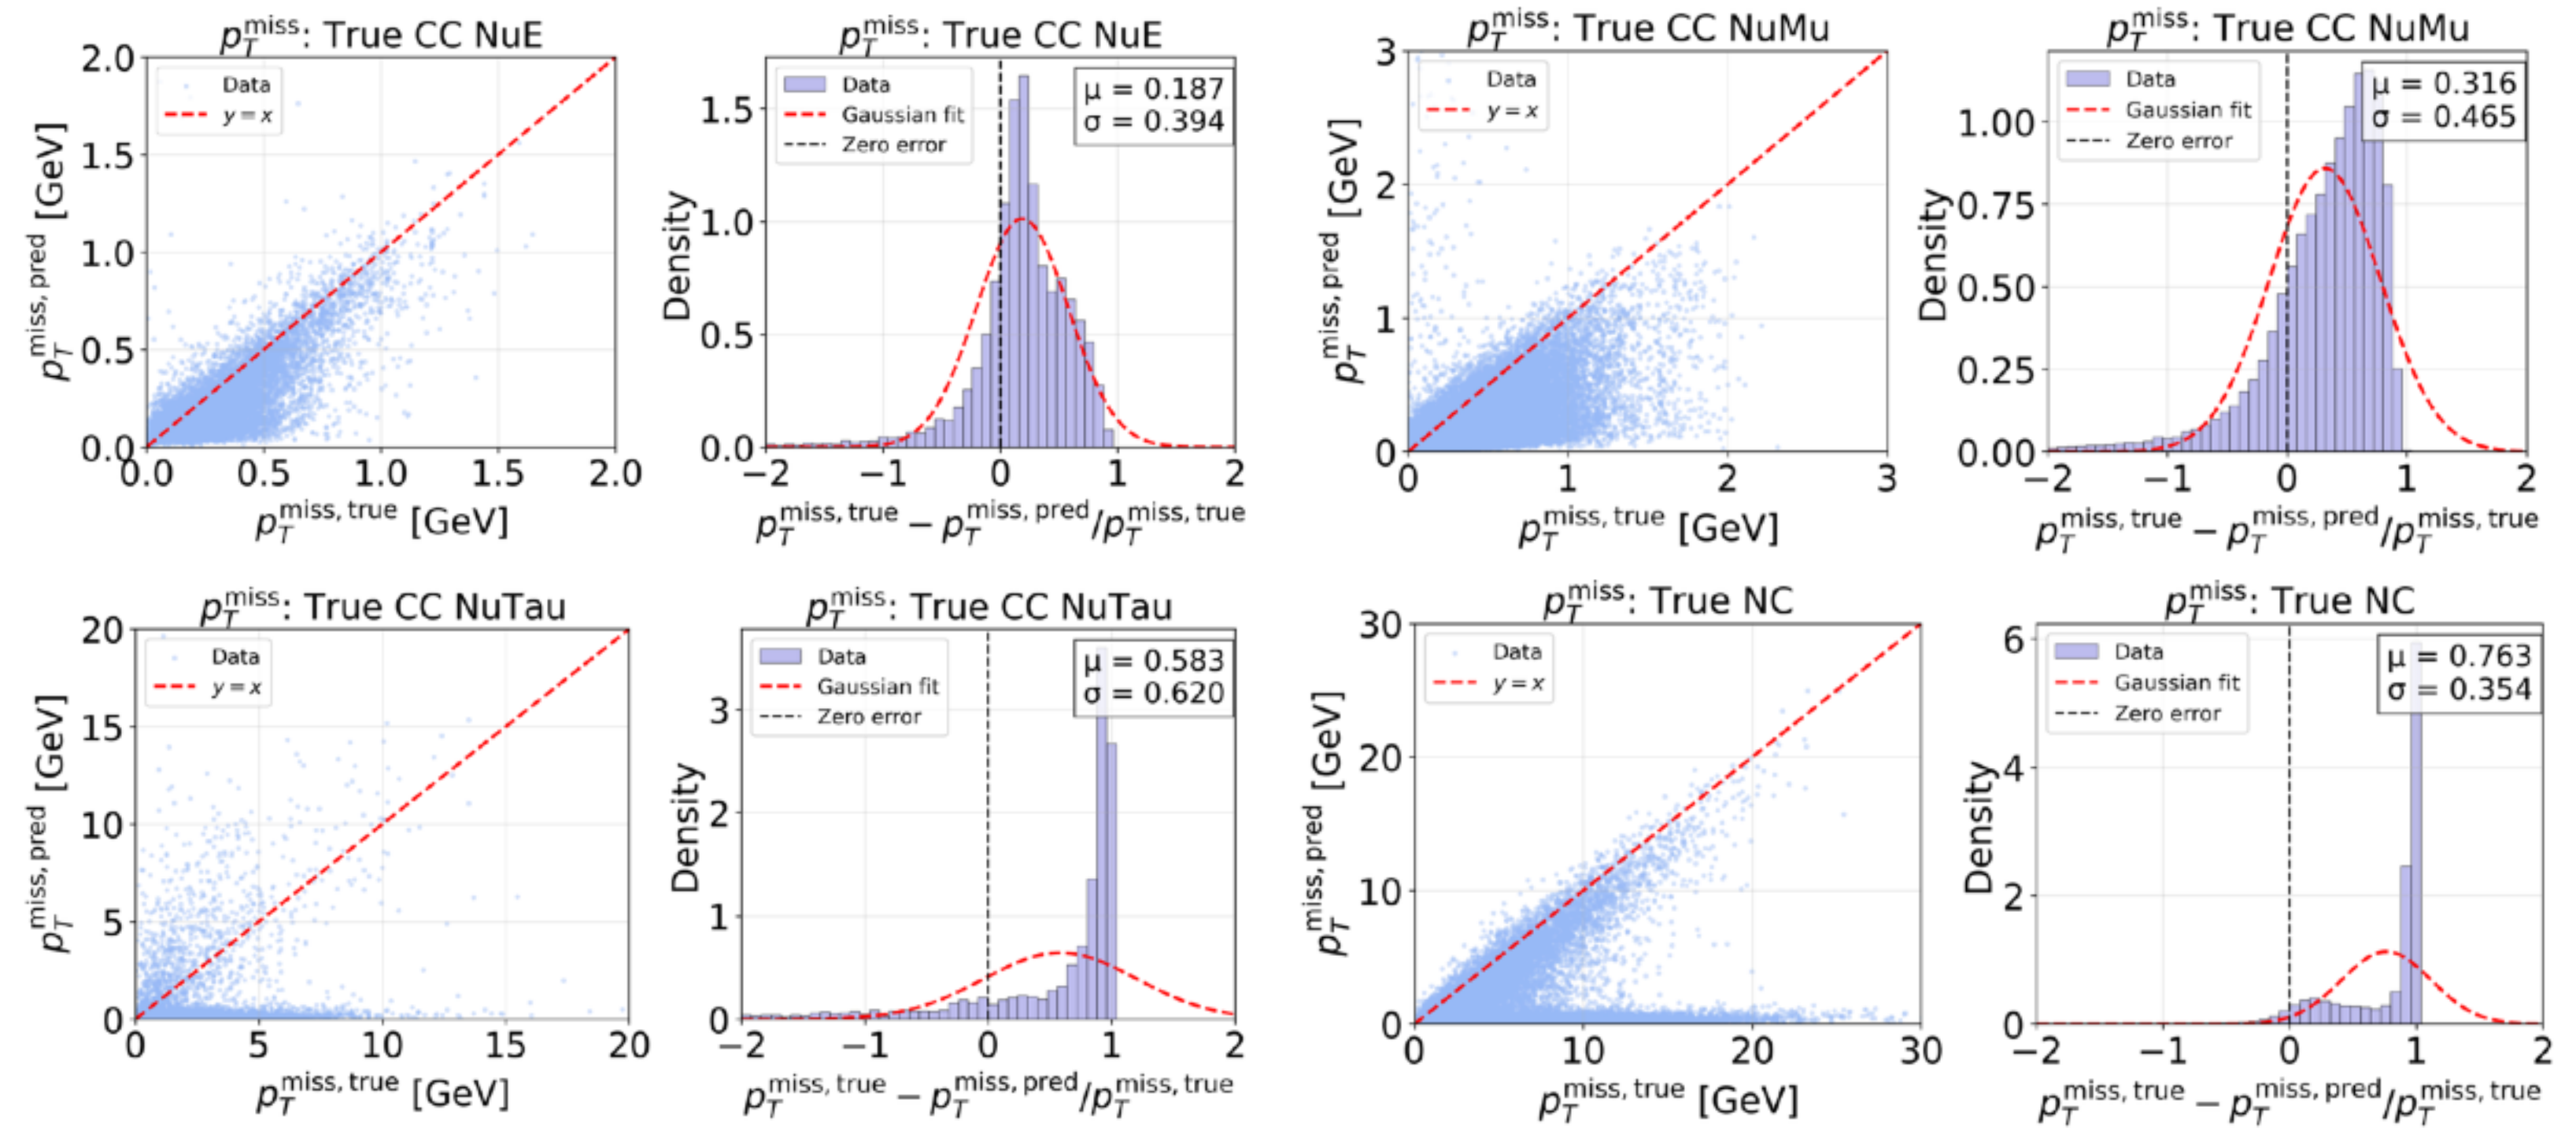 p_T^miss: True CC NuE
2.0
1.5
1.0
0.5
0.0
Data
y = x
p_T^miss, pred [GeV]
0.0 0.5 1.0 1.5 2.0
p_T^miss, true [GeV]
p_T^miss: True CC NuE
1.5
1.0
0.5
0.0
Data
Gaussian fit
Zero error
μ = 0.187
σ = 0.394
Density
−2 −1 0 1 2
p_T^miss, true − p_T^miss, pred/p_T^miss, true
p_T^miss: True CC NuMu
3
2
1
0
Data
y = x
p_T^miss, pred [GeV]
0 1 2 3
p_T^miss, true [GeV]
p_T^miss: True CC NuMu
1.00
0.75
0.50
0.25
0.00
Data
Gaussian fit
Zero error
μ = 0.316
σ = 0.465
Density
−2 −1 0 1 2
p_T^miss, true − p_T^miss, pred/p_T^miss, true
p_T^miss: True CC NuTau
20
15
10
5
0
Data
y = x
p_T^miss, pred [GeV]
0 5 10 15 20
p_T^miss, true [GeV]
p_T^miss: True CC NuTau
3
2
1
0
Data
Gaussian fit
Zero error
μ = 0.583
σ = 0.620
Density
−2 −1 0 1 2
p_T^miss, true − p_T^miss, pred/p_T^miss, true
p_T^miss: True NC
30
20
10
0
Data
y = x
p_T^miss, pred [GeV]
0 10 20 30
p_T^miss, true [GeV]
p_T^miss: True NC
6
4
2
0
Data
Gaussian fit
Zero error
μ = 0.763
σ = 0.354
Density
−2 −1 0 1 2
p_T^miss, true − p_T^miss, pred/p_T^miss, true